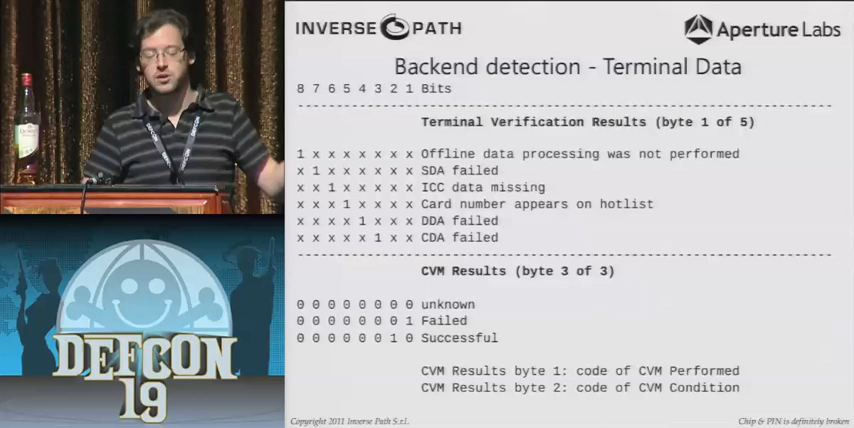 INVERSE PATH
Aperture Labs
Backend detection - Terminal Data
8 7 6 5 4 3 2 1 Bits
Terminal Verification Results (byte 1 of 5)
1 x x x x x x x Offline data processing was not performed
x 1 x x x x x x SDA failed
x x 1 x x x x x ICC data missing
x x x 1 x x x x Card number appears on hotlist
x x x x 1 x x x DDA failed
x x x x x 1 x x CDA failed
CVM Results (byte 3 of 3)
0 0 0 0 0 0 0 0 unknown
0 0 0 0 0 0 0 1 Failed
0 0 0 0 0 0 1 0 Successful
CVM Results byte 1: code of CVM Performed
CVM Results byte 2: code of CVM Condition
Copyright 2011 Inverse Path S.r.l.
Chip & PIN is definitely broken
DEFCON
19